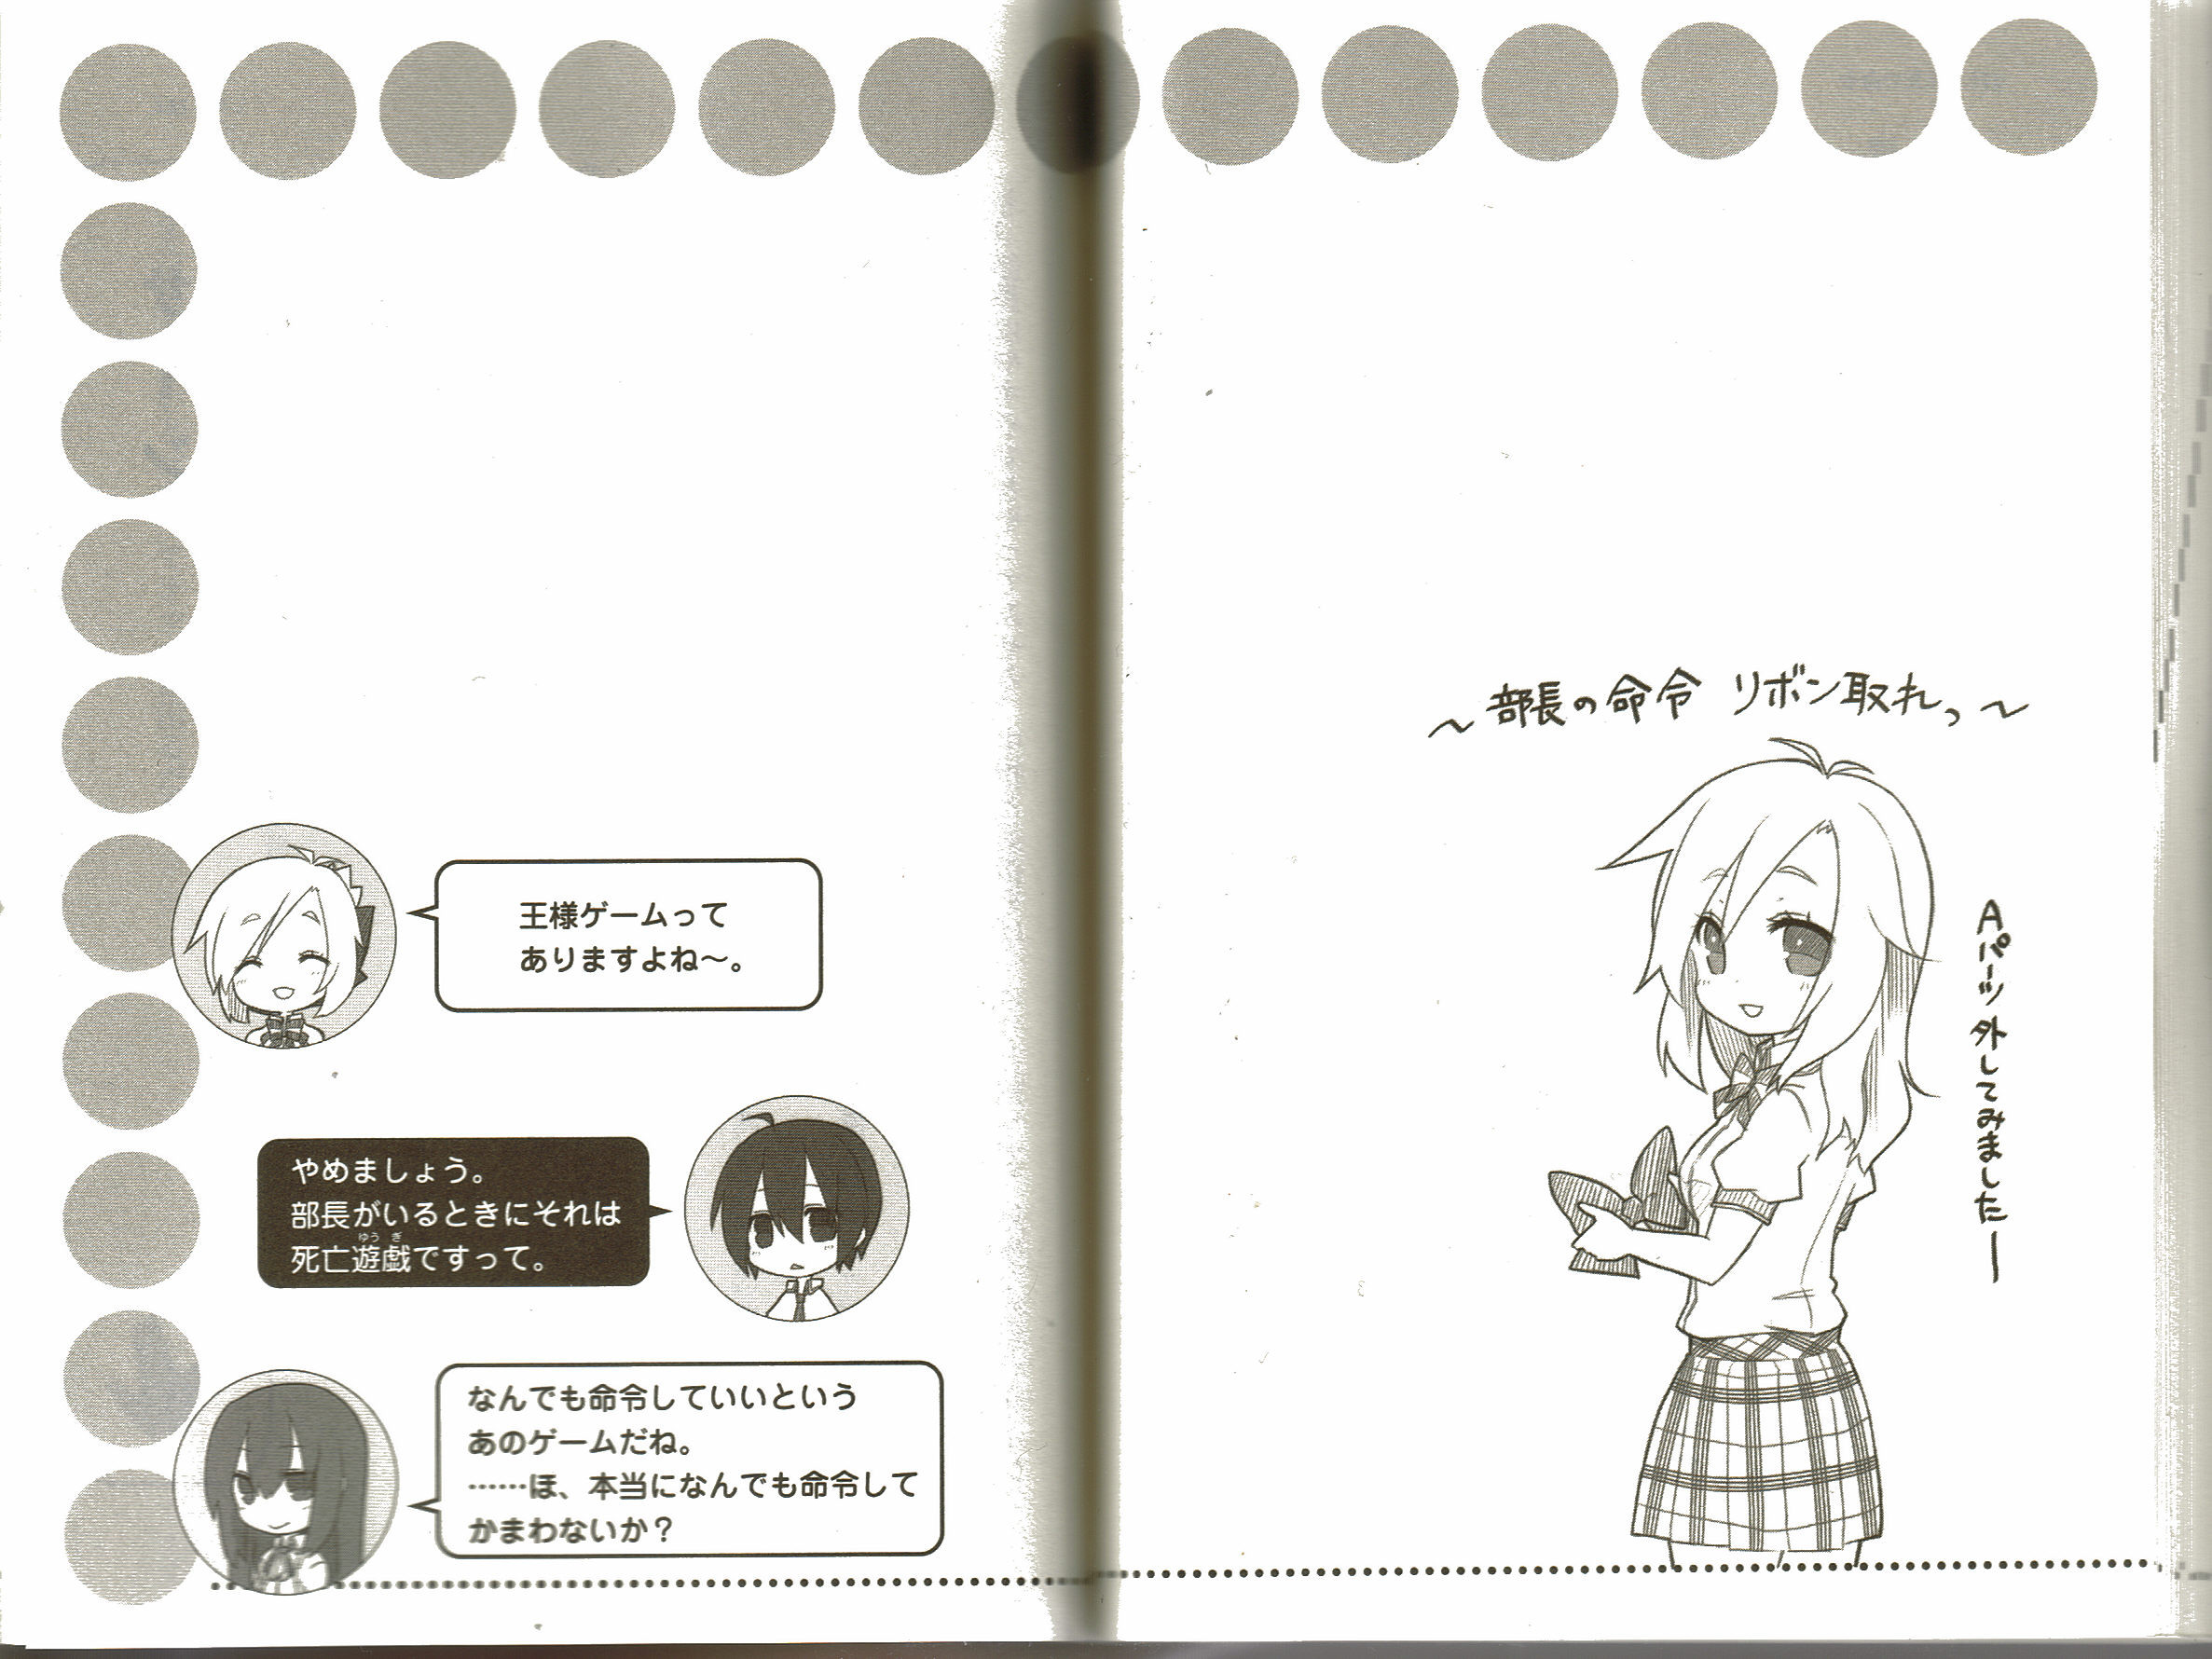 王様ゲームって
ありますよね～。
やめましょう。
部長がいるときにそれは
死亡遊戯ですって。
ゆうぎ
なんでも命令していいという
あのゲームだね。
……ほ、本当になんでも命令して
かまわないか？
～部長の命令 リボン取れっ～
Aパーツ外してみましたー